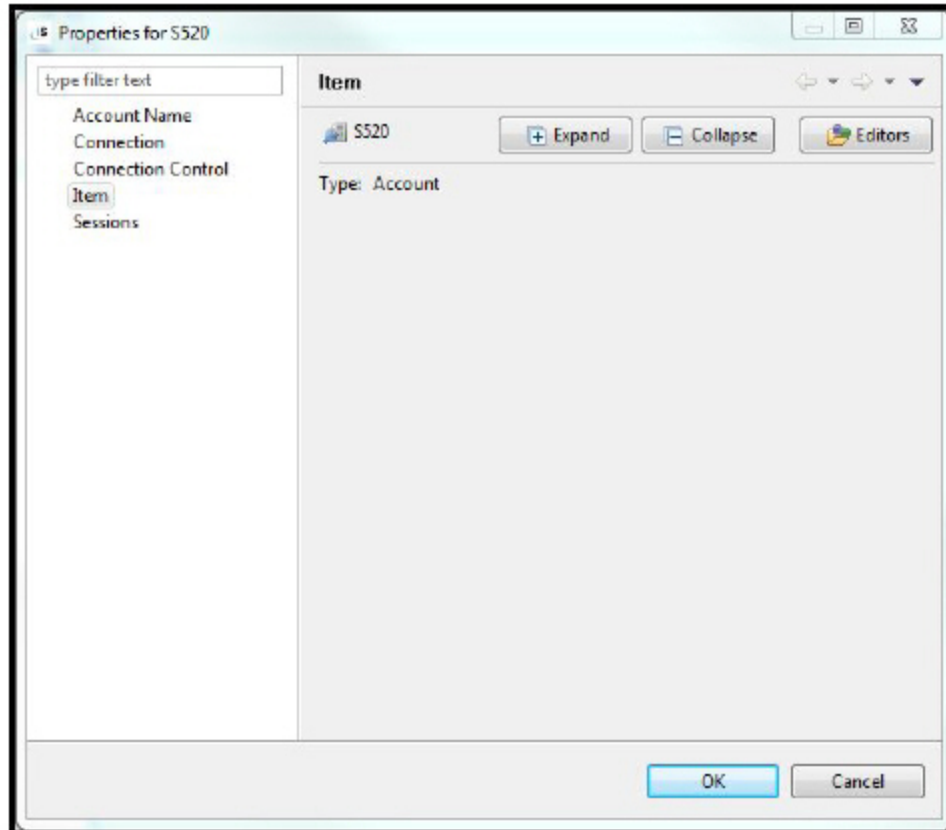 Properties for S520
type filter text
Account Name
Connection
Connection Control
Item
Sessions
Item
S520
Expand
Collapse
Editors
Type: Account
OK
Cancel